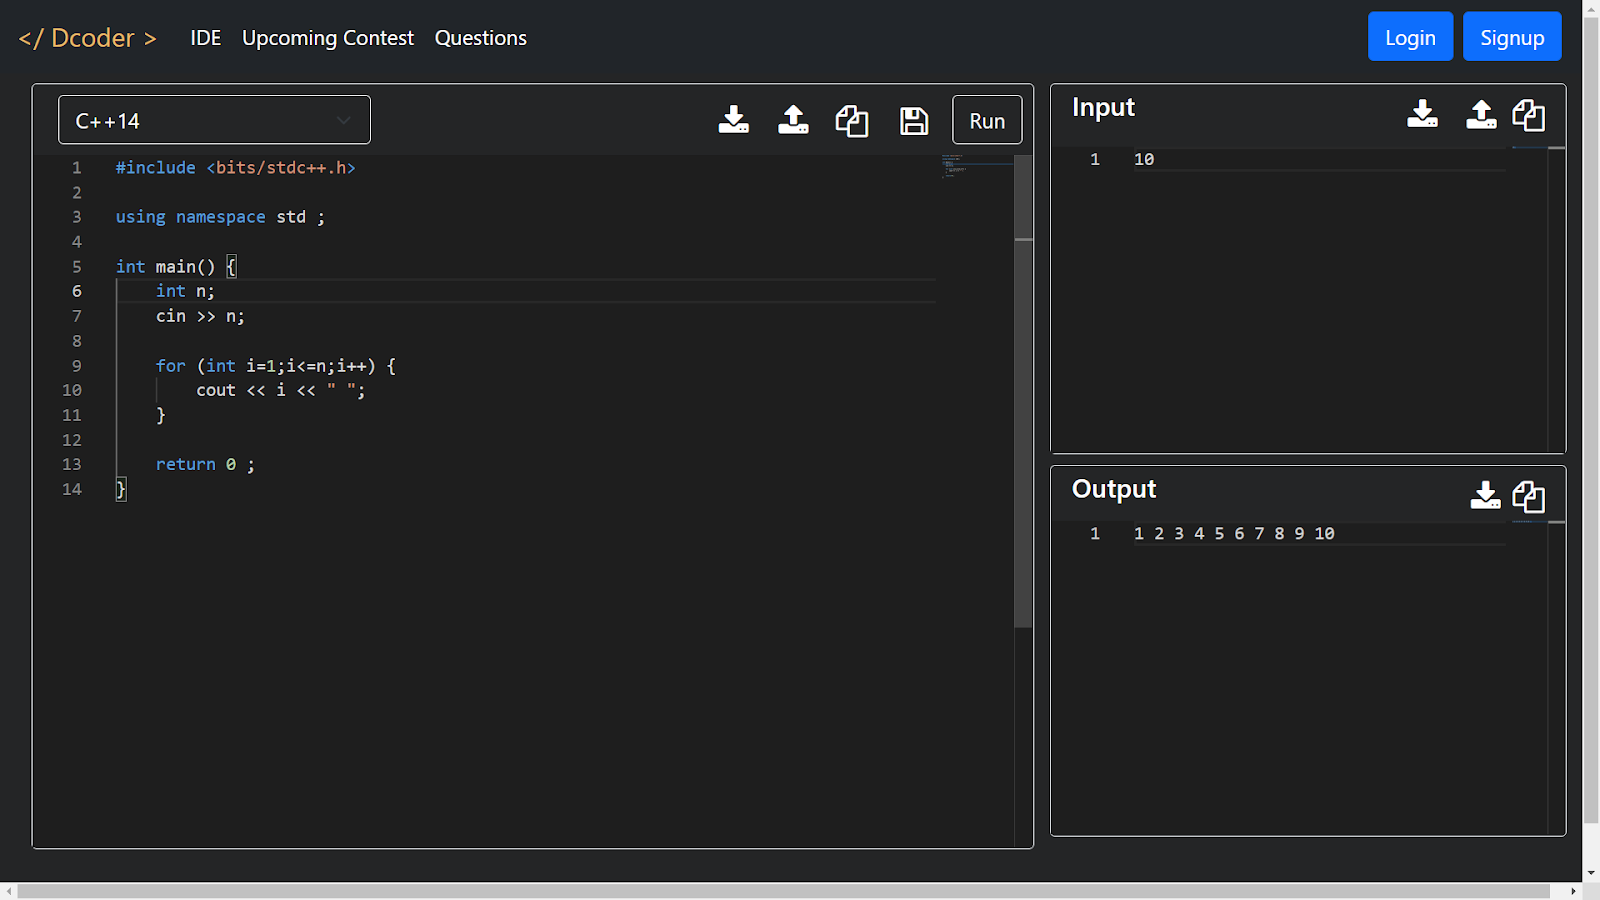 </ Dcoder > IDE Upcoming Contest Questions Login Signup
C++14 Run
1 #include <bits/stdc++.h>
2
3 using namespace std ;
4
5 int main() {
6 int n;
7 cin >> n;
8
9 for (int i=1;i<=n;i++) {
10 cout << i << " ";
11 }
12
13 return 0 ;
14 }
Input
1 10
Output
1 1 2 3 4 5 6 7 8 9 10